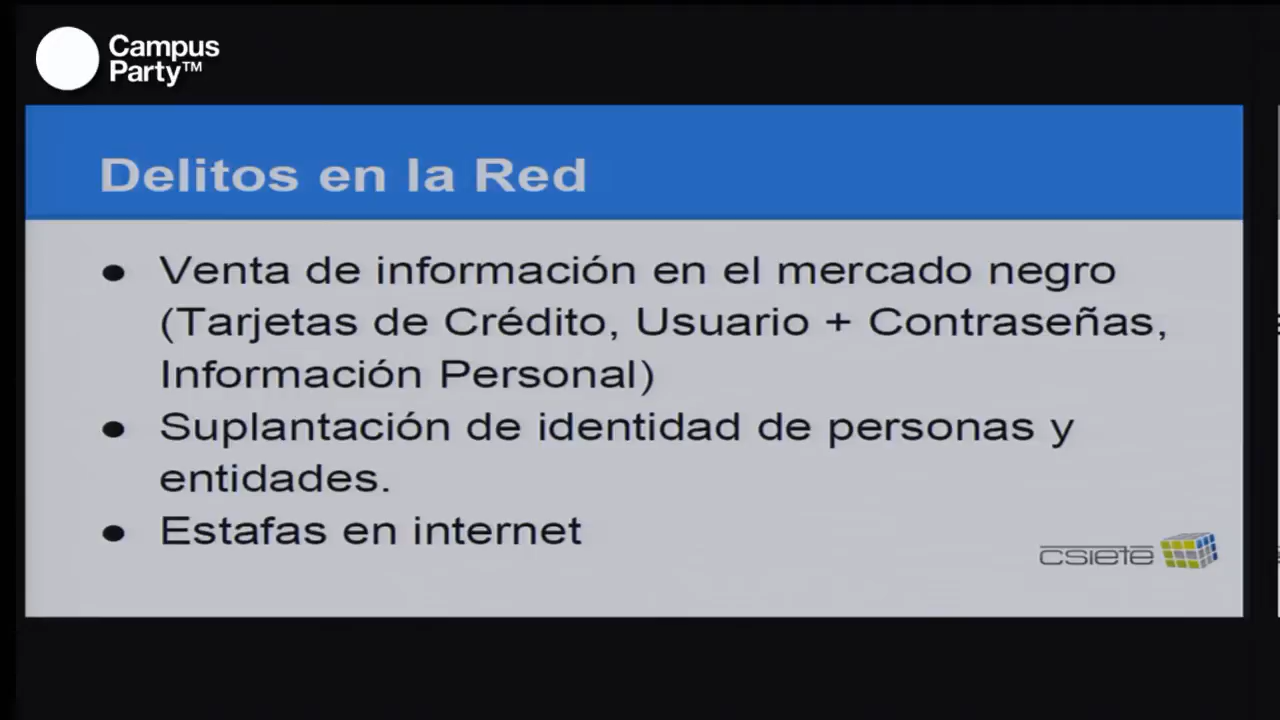 Campus
Party™
Delitos en la Red
● Venta de información en el mercado negro
(Tarjetas de Crédito, Usuario + Contraseñas,
Información Personal)
● Suplantación de identidad de personas y
entidades.
● Estafas en internet
csiete